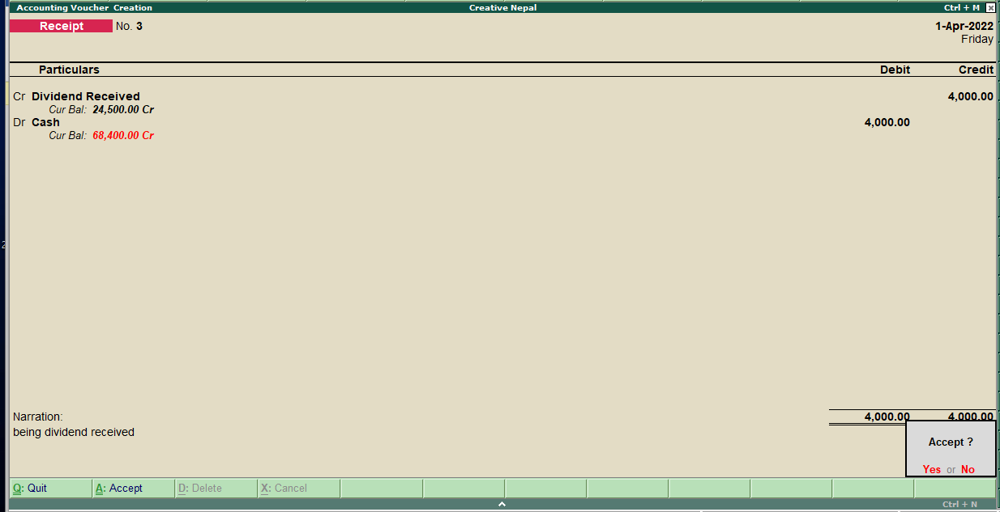 Accounting Voucher Creation Creative Nepal Ctrl + M
Receipt No. 3 1-Apr-2022
Friday
Particulars Debit Credit
Cr Dividend Received 4,000.00
Cur Bal: 24,500.00 Cr
Dr Cash 4,000.00
Cur Bal: 68,400.00 Cr
Narration: 4,000.00 4,000.00
being dividend received
Accept ?
Yes or No
Q: Quit A: Accept D: Delete X: Cancel
Ctrl + N